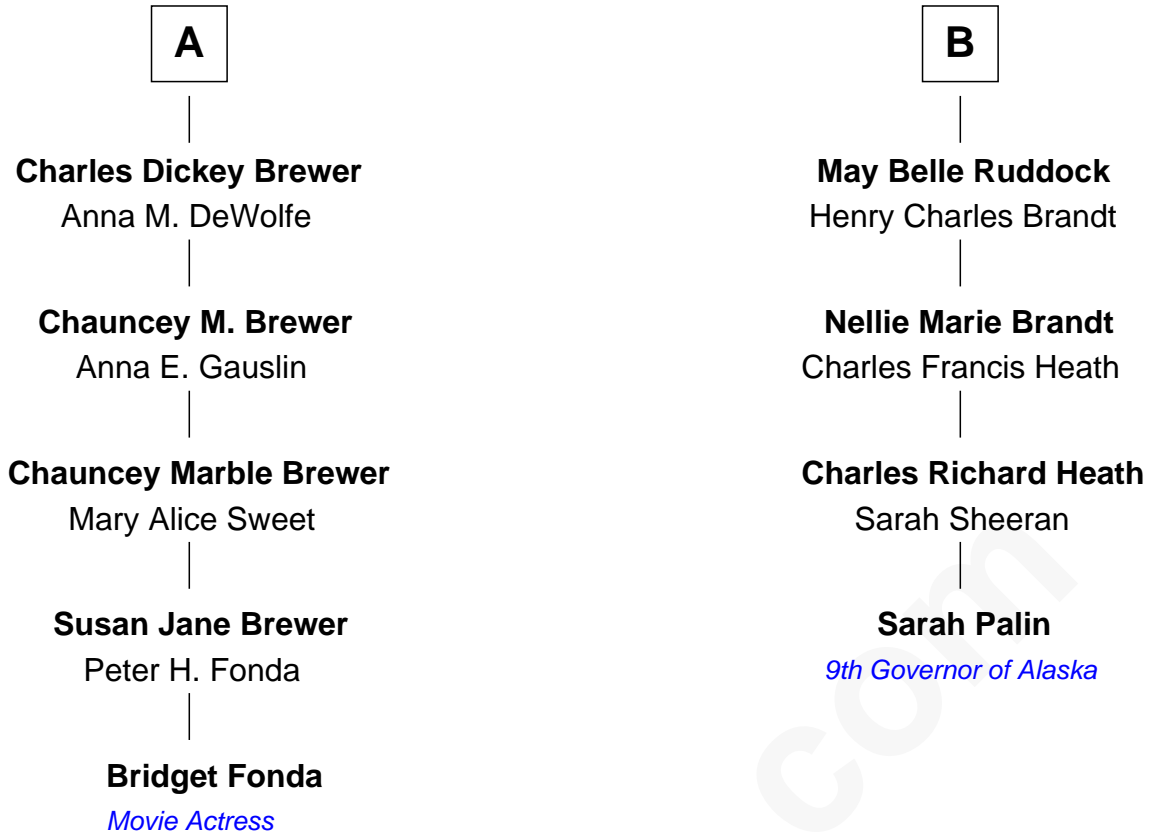 A
Charles Dickey Brewer
Anna M. DeWolfe
Chauncey M. Brewer
Anna E. Gauslin
Chauncey Marble Brewer
Mary Alice Sweet
Susan Jane Brewer
Peter H. Fonda
Bridget Fonda
Movie Actress
B
May Belle Ruddock
Henry Charles Brandt
Nellie Marie Brandt
Charles Francis Heath
Charles Richard Heath
Sarah Sheeran
Sarah Palin
9th Governor of Alaska
com